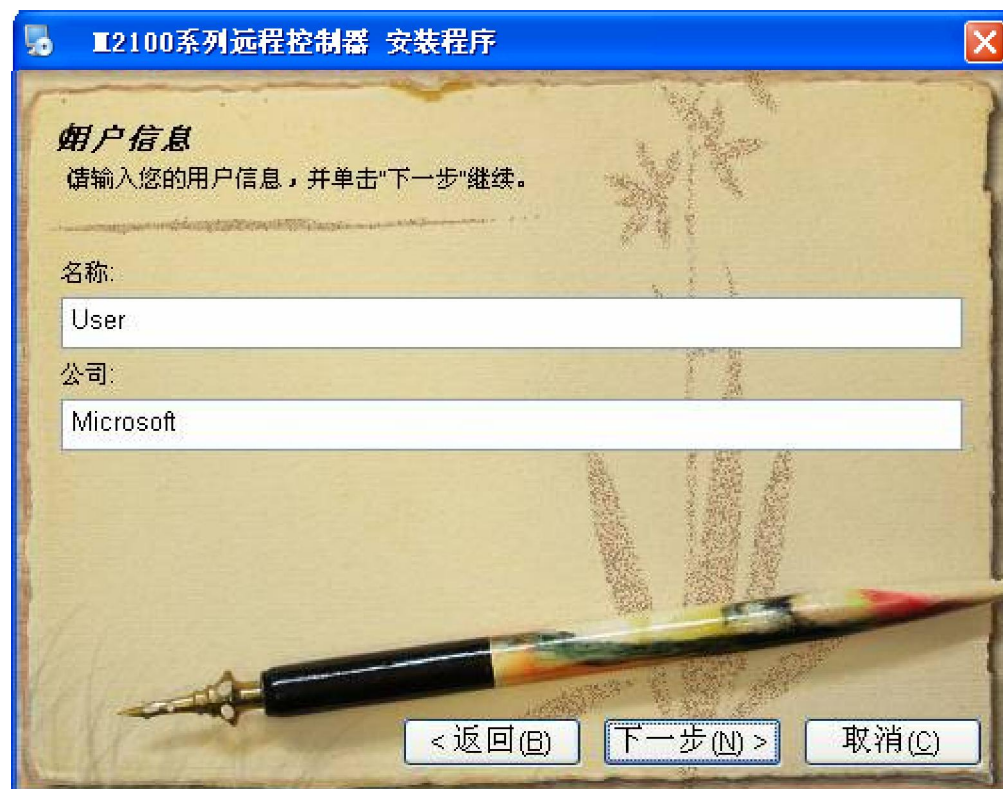 M2100系列远程控制器 安装程序
用户信息
请输入您的用户信息，并单击"下一步"继续。
名称:
User
公司:
Microsoft
< 返回(B)
下一步(N) >
取消(C)